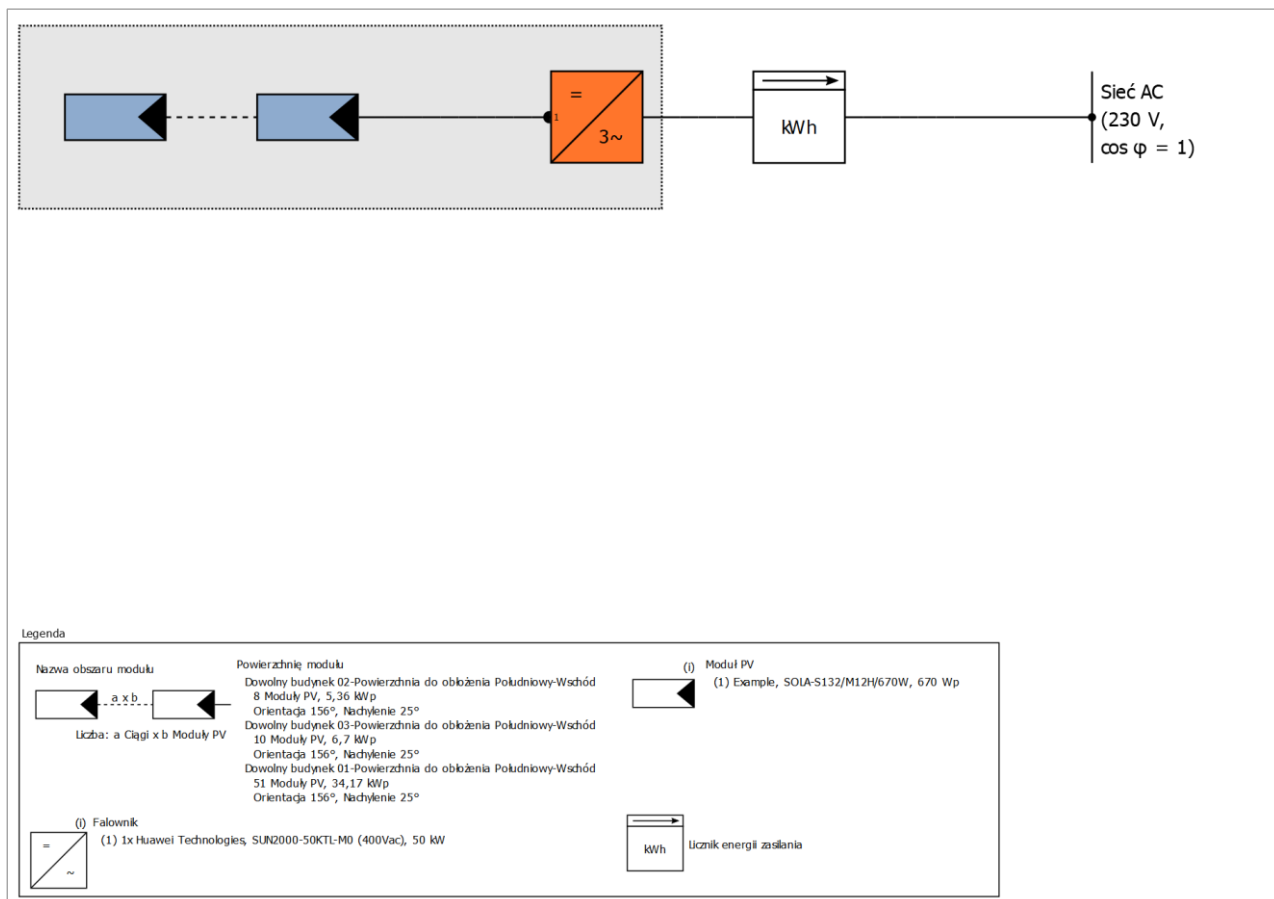 =
1
3~
kWh
Sieć AC
(230 V,
cos φ = 1)
Legenda
Nazwa obszaru modułu
a x b
Liczba: a Ciągi x b Moduły PV
Powierzchnię modułu
Dowolny budynek 02-Powierzchnia do obłożenia Południowy-Wschód
8 Moduły PV, 5,36 kWp
Orientacja 156°, Nachylenie 25°
Dowolny budynek 03-Powierzchnia do obłożenia Południowy-Wschód
10 Moduły PV, 6,7 kWp
Orientacja 156°, Nachylenie 25°
Dowolny budynek 01-Powierzchnia do obłożenia Południowy-Wschód
51 Moduły PV, 34,17 kWp
Orientacja 156°, Nachylenie 25°
(i) Moduł PV
(1) Example, SOLA-S132/M12H/670W, 670 Wp
(i) Falownik
(1) 1x Huawei Technologies, SUN2000-50KTL-M0 (400Vac), 50 kW
=
~
kWh
Licznik energii zasilania